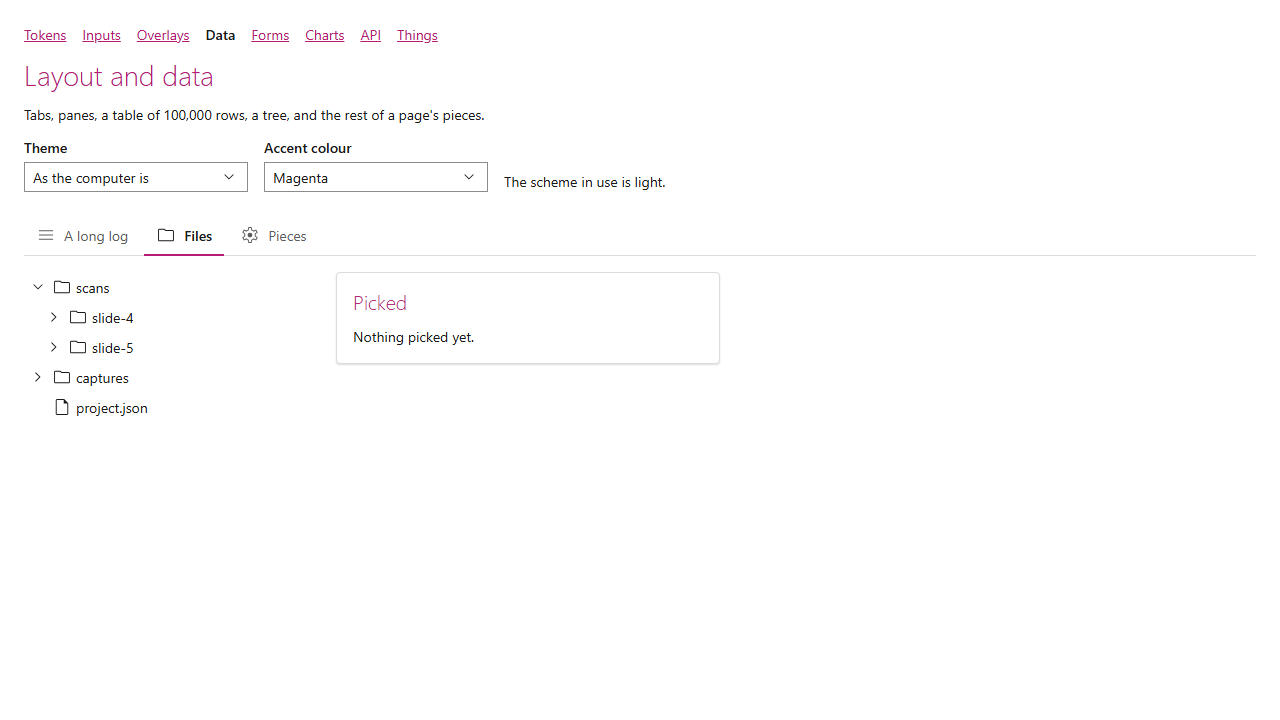 Tokens Inputs Overlays Data Forms Charts API Things
Layout and data
Tabs, panes, a table of 100,000 rows, a tree, and the rest of a page's pieces.
Theme Accent colour
As the computer is Magenta The scheme in use is light.
A long log Files Pieces
scans
slide-4
slide-5
captures
project.json
Picked
Nothing picked yet.